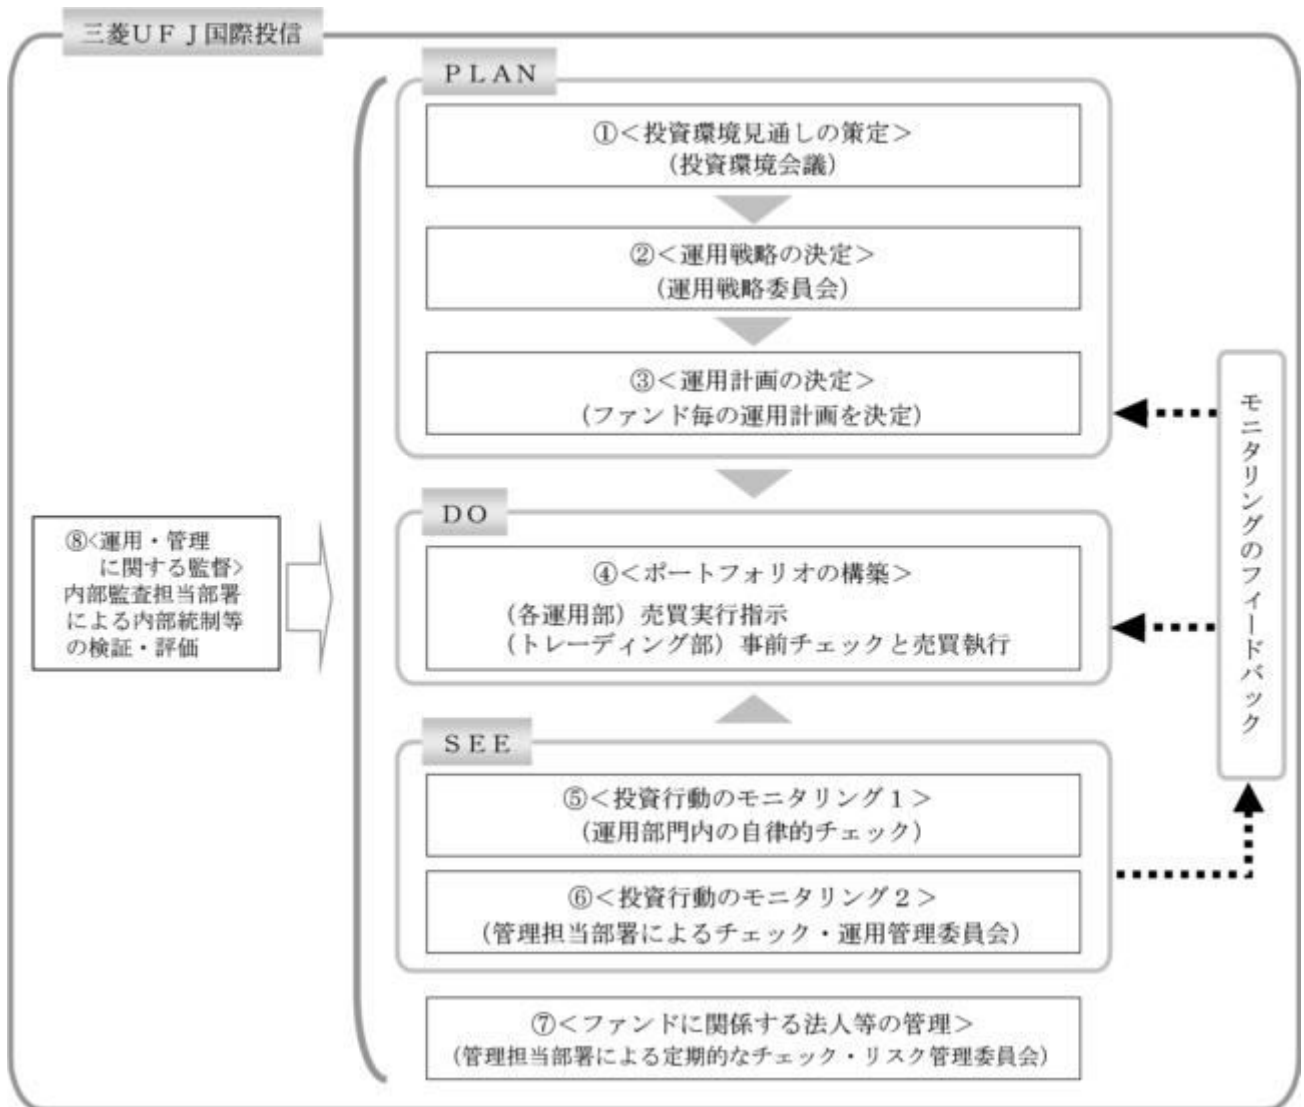 三菱UFJ国際投信
PLAN
①＜投資環境見通しの策定＞
（投資環境会議）
②＜運用戦略の決定＞
（運用戦略委員会）
③＜運用計画の決定＞
（ファンド毎の運用計画を決定）
DO
④＜ポートフォリオの構築＞
（各運用部）売買実行指示
（トレーディング部）事前チェックと売買執行
SEE
⑤＜投資行動のモニタリング１＞
（運用部門内の自律的チェック）
⑥＜投資行動のモニタリング２＞
（管理担当部署によるチェック・運用管理委員会）
⑦＜ファンドに関係する法人等の管理＞
（管理担当部署による定期的なチェック・リスク管理委員会）
⑧<運用・管理
に関する監督>
内部監査担当部署
による内部統制等
の検証・評価
モニタリングのフィードバック